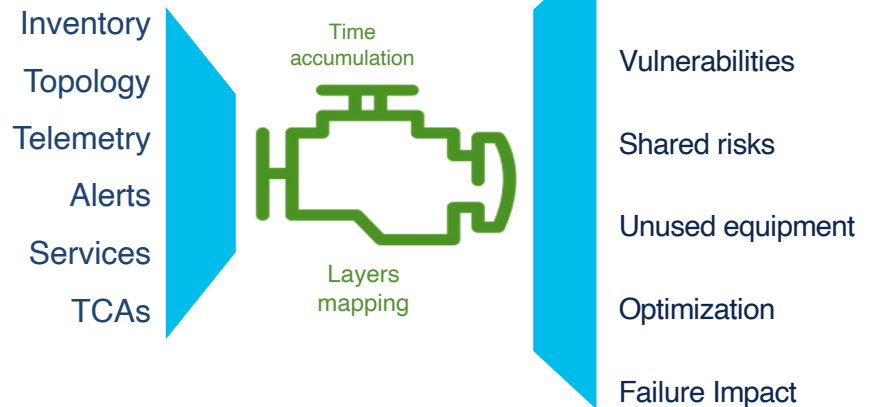 Inventory
Topology
Telemetry
Alerts
Services
TCAs
Time
accumulation
Layers
mapping
Vulnerabilities
Shared risks
Unused equipment
Optimization
Failure Impact